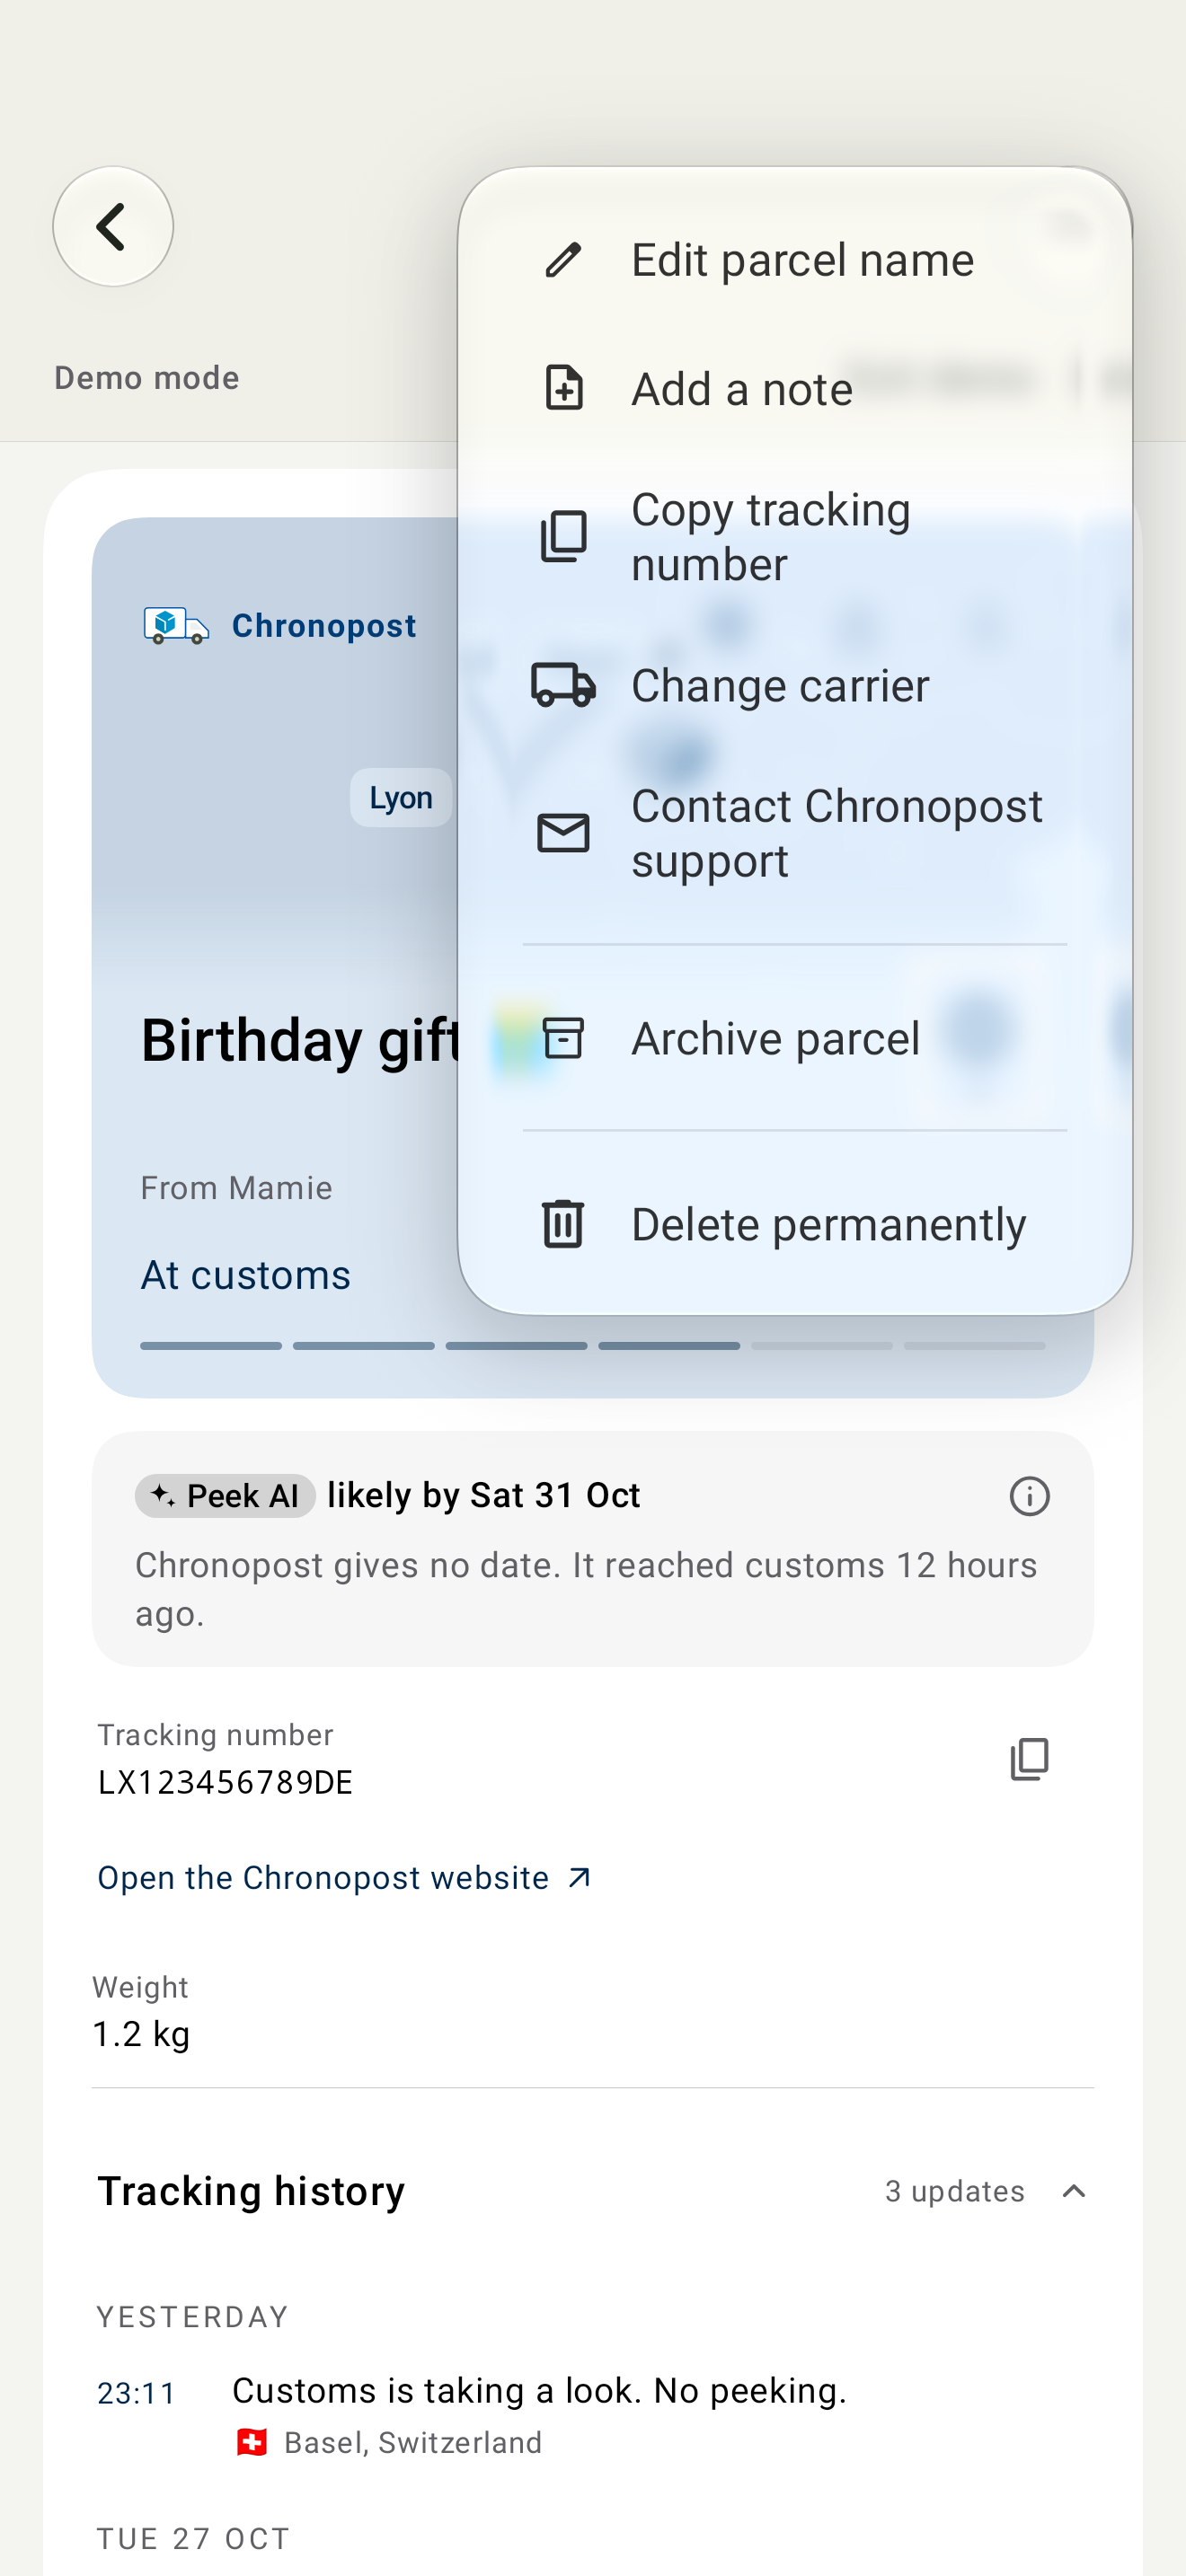 Edit parcel name
Demo mode
Add a note
Copy tracking
number
Chronopost
Change carrier
Lyon
Contact Chronopost
support
Birthday gift
Archive parcel
From Mamie
Delete permanently
At customs
Peek AI likely by Sat 31 Oct
Chronopost gives no date. It reached customs 12 hours
ago.
Tracking number
LX123456789DE
Open the Chronopost website
Weight
1.2 kg
Tracking history
3 updates
YESTERDAY
23:11 Customs is taking a look. No peeking.
Basel, Switzerland
TUE 27 OCT